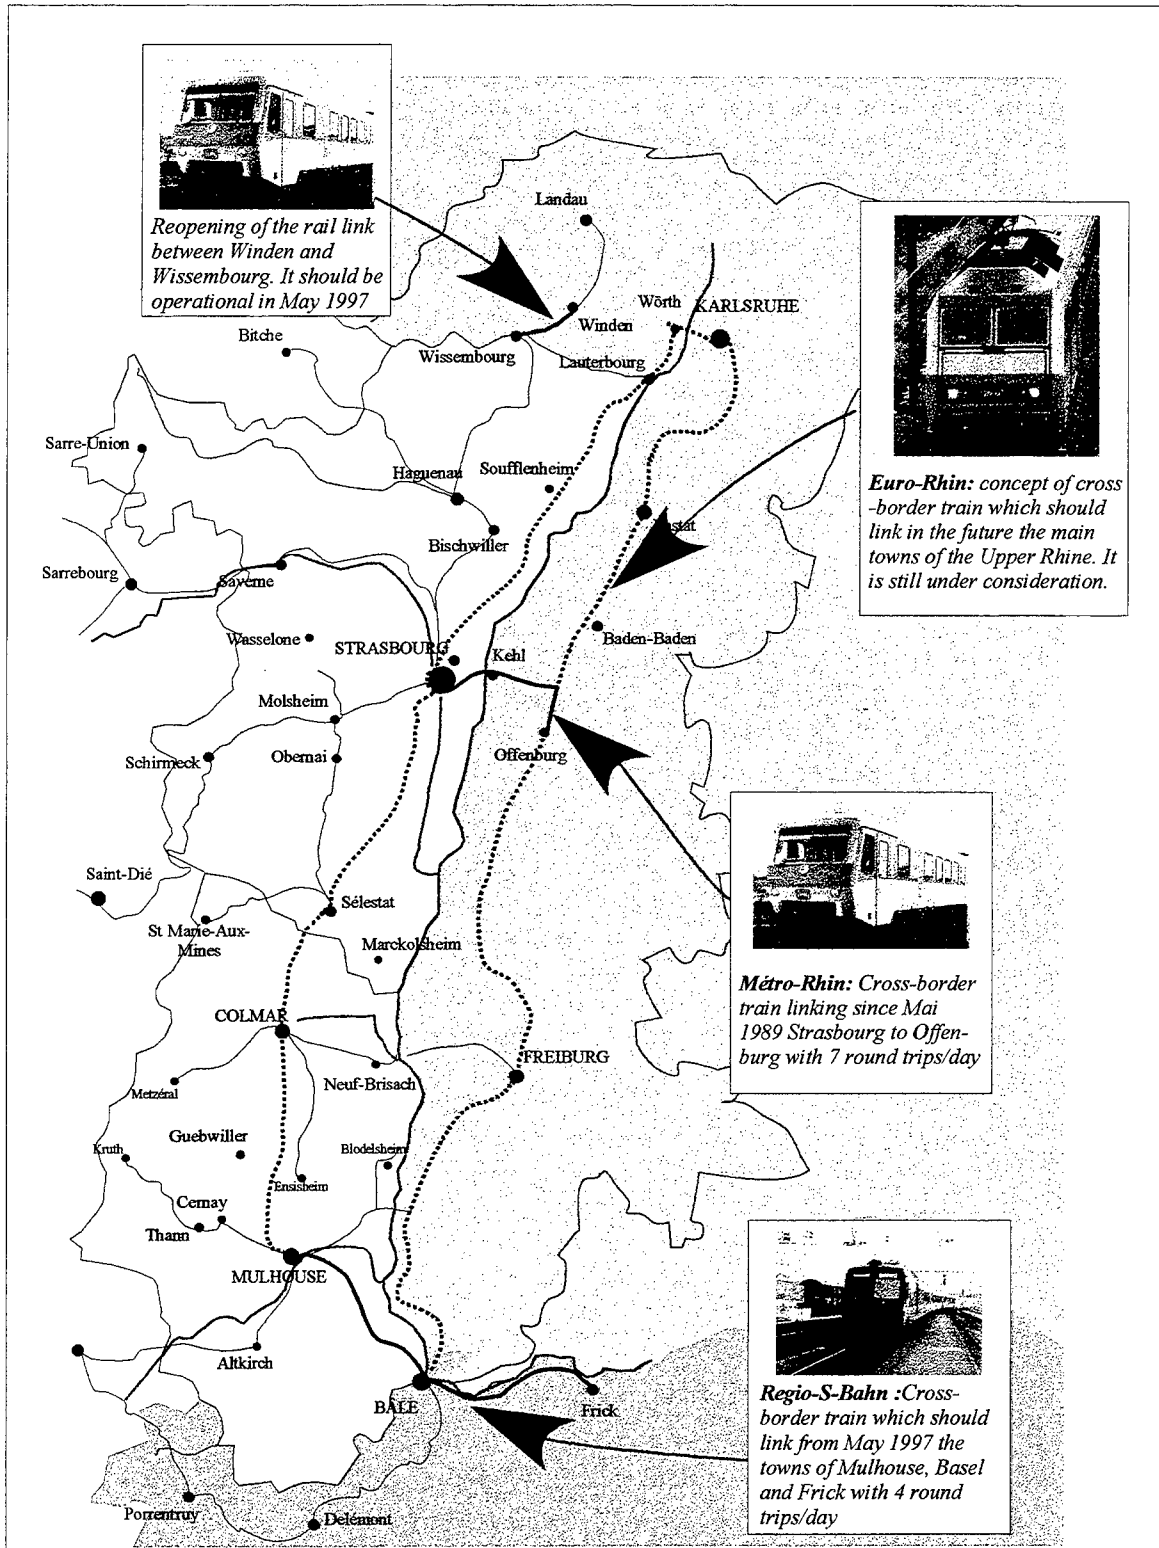 Reopening of the rail link
between Winden and
Wissembourg. It should be
operational in May 1997
Landau
Wörth
KARLSRUHE
Winden
Bitche
Wissembourg
Lauterbourg
Euro-Rhin: concept of cross
-border train which should
link in the future the main
towns of the Upper Rhine. It
is still under consideration.
Sarre-Union
Haguenau
Soufflenheim
Bischwiller
Sarrebourg
Saverne
Wasselone
STRASBOURG
Kehl
Baden-Baden
Molsheim
Schirmeck
Obernai
Offenburg
Saint-Dié
Sélestat
St Marie-Aux-
Mines
Marckolsheim
Métro-Rhin: Cross-border
train linking since Mai
1989 Strasbourg to Offen-
burg with 7 round trips/day
COLMAR
FREIBURG
Neuf-Brisach
Metzéral
Guebwiller
Kruth
Blodelsheim
Ensisheim
Cernay
Thann
MULHOUSE
Altkirch
BALE
Frick
Regio-S-Bahn :Cross-
border train which should
link from May 1997 the
towns of Mulhouse, Basel
and Frick with 4 round
trips/day
Porrentruy
Delémont